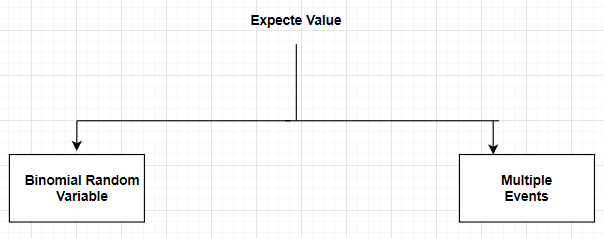 Expecte Value
Binomial Random
Variable
Multiple
Events